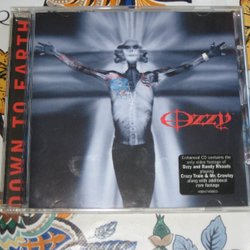 DOWN TO EARTH
Ozzy
Enhanced CD contains the
only video footage of
Ozzy and Randy Rhoads
playing
Crazy Train & Mr. Crowley
along with additional
rare footage